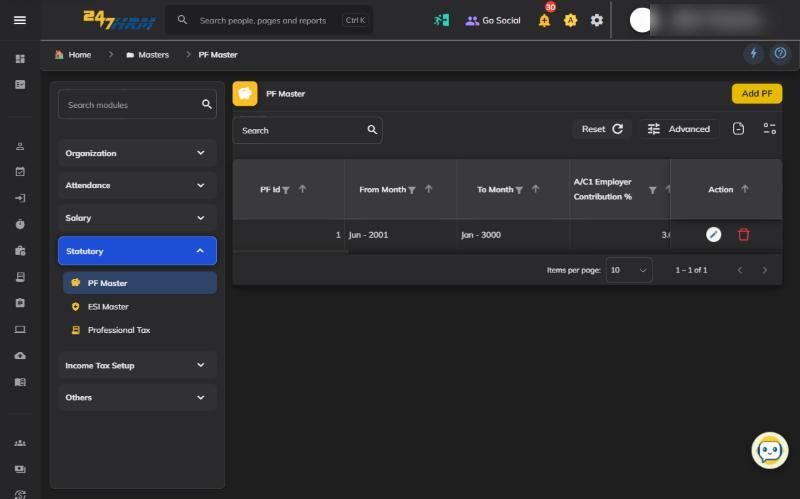 247HRM
Search people, pages and reports Ctrl K
Go Social
30
A
Home > Masters > PF Master
Search modules
Organization
Attendance
Salary
Statutory
PF Master
ESI Master
Professional Tax
Income Tax Setup
Others
PF Master
Add PF
Search
Reset
Advanced
PF Id From Month To Month A/C1 Employer Contribution % Action
1 Jun - 2001 Jan - 3000
Items per page: 10 1 – 1 of 1